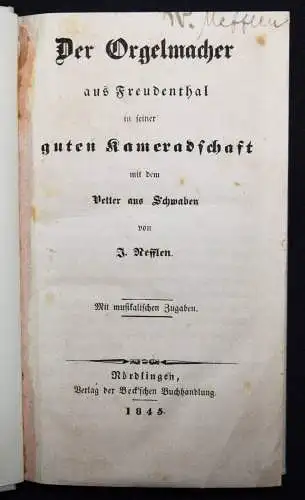 W. Nefflen
Der Orgelmacher
aus Freudenthal
in seiner
guten Kameradschaft
mit dem
Vetter aus Schwaben
von
J. Nefflen.
Mit musikalischen Zugaben.
Nördlingen,
Verlag der Beck'schen Buchhandlung.
1845.